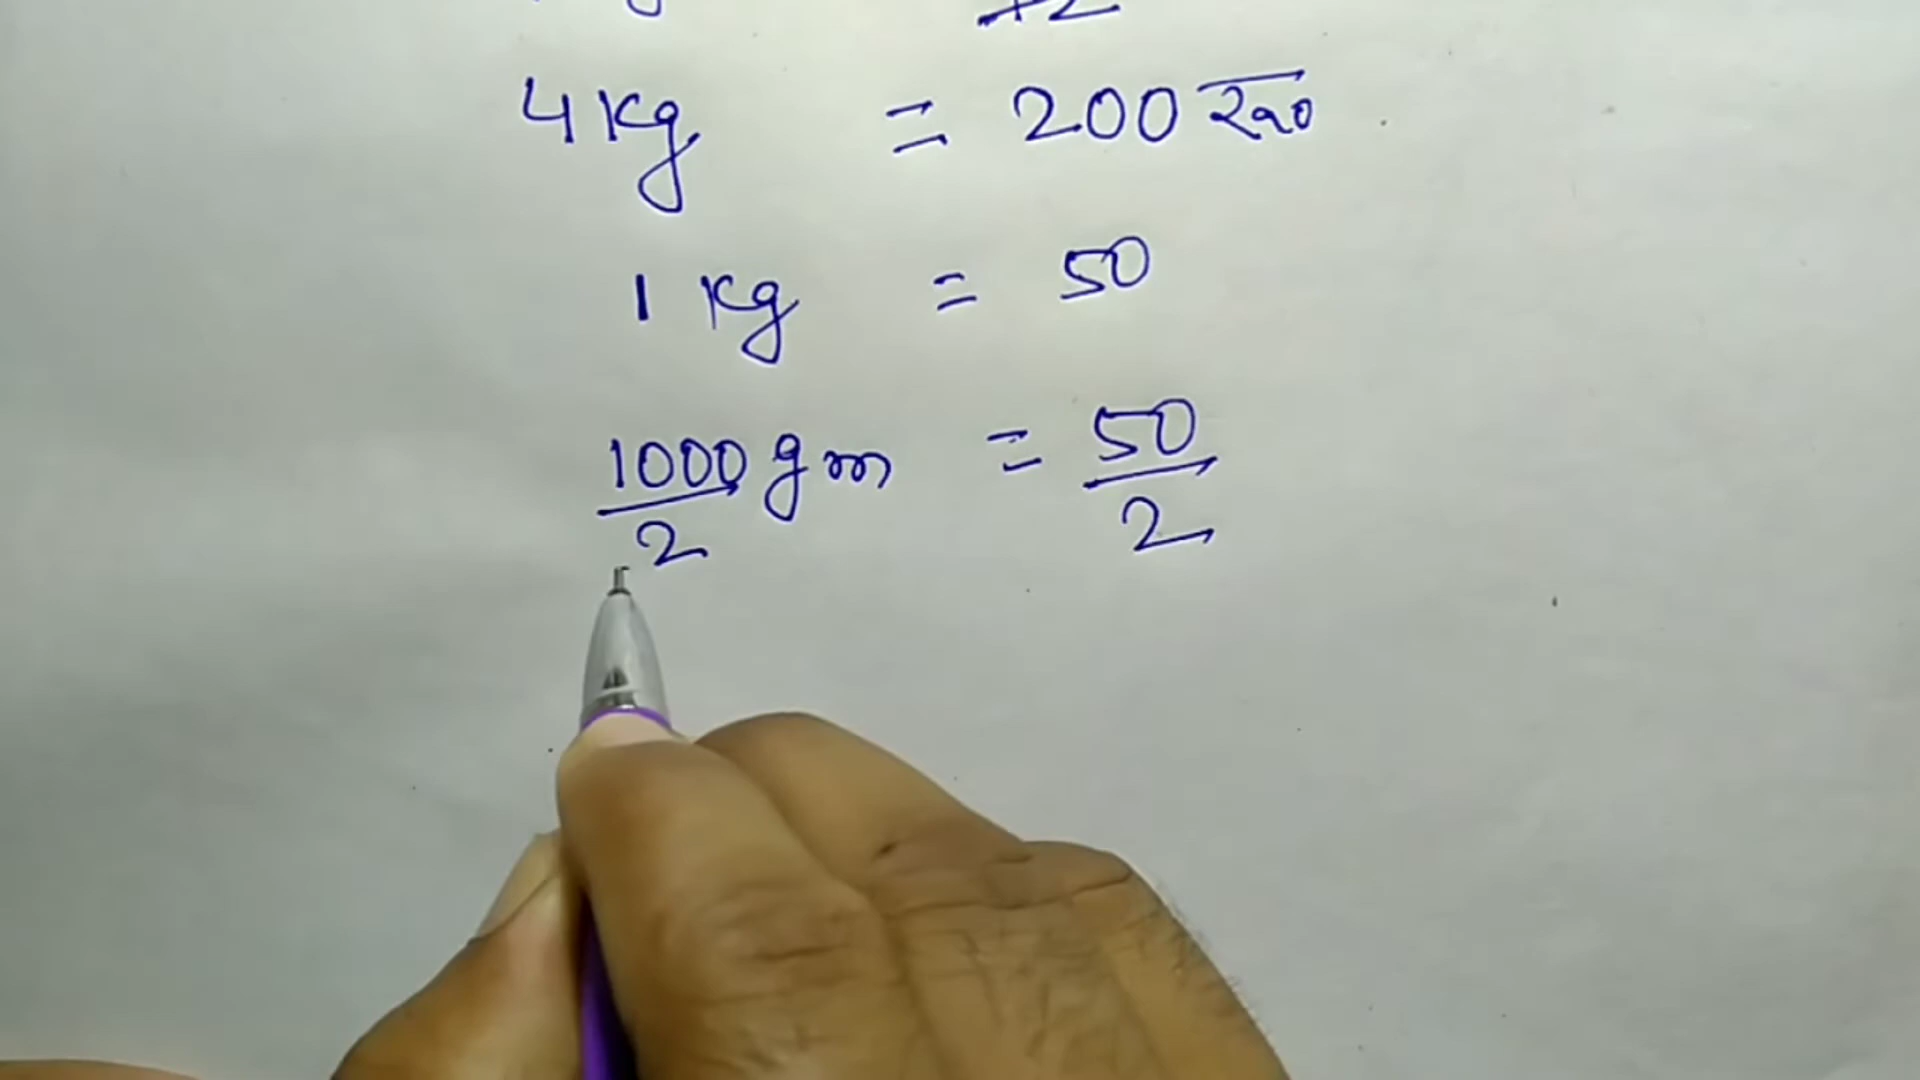 4 Kg = 200 रू०
1 Kg = 50
1000/2 gm = 50/2